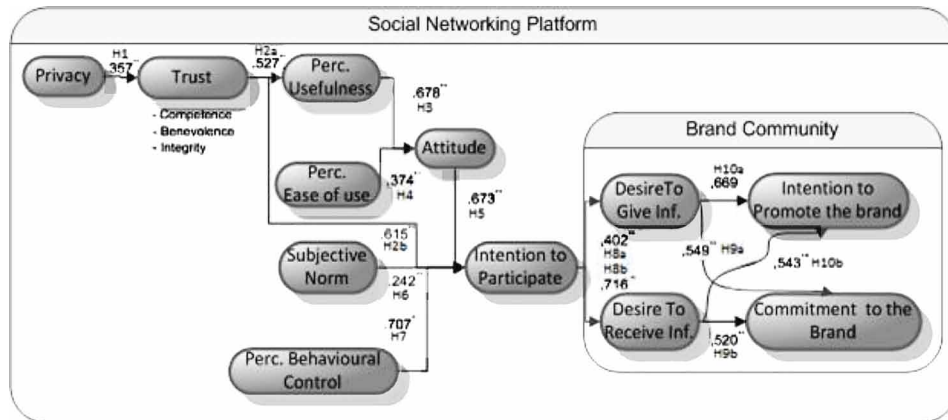 Social Networking Platform
H1
.357**
H2a
.527**
Privacy
Trust
Perc.
Usefulness
- Competence
- Benevolence
- Integrity
.678**
H3
Attitude
Perc.
Ease of use
.374**
H4
.673**
H5
.615**
H2b
Subjective
Norm
.242**
H6
.707*
H7
Intention to
Participate
Perc. Behavioural
Control
Brand Community
Desire To
Give Inf.
H10a
.669
Intention to
Promote the brand
.402**
H8a
H8b
.716**
.549** H9a
.543** H10b
Desire To
Receive Inf.
.520**
H9b
Commitment to the
Brand